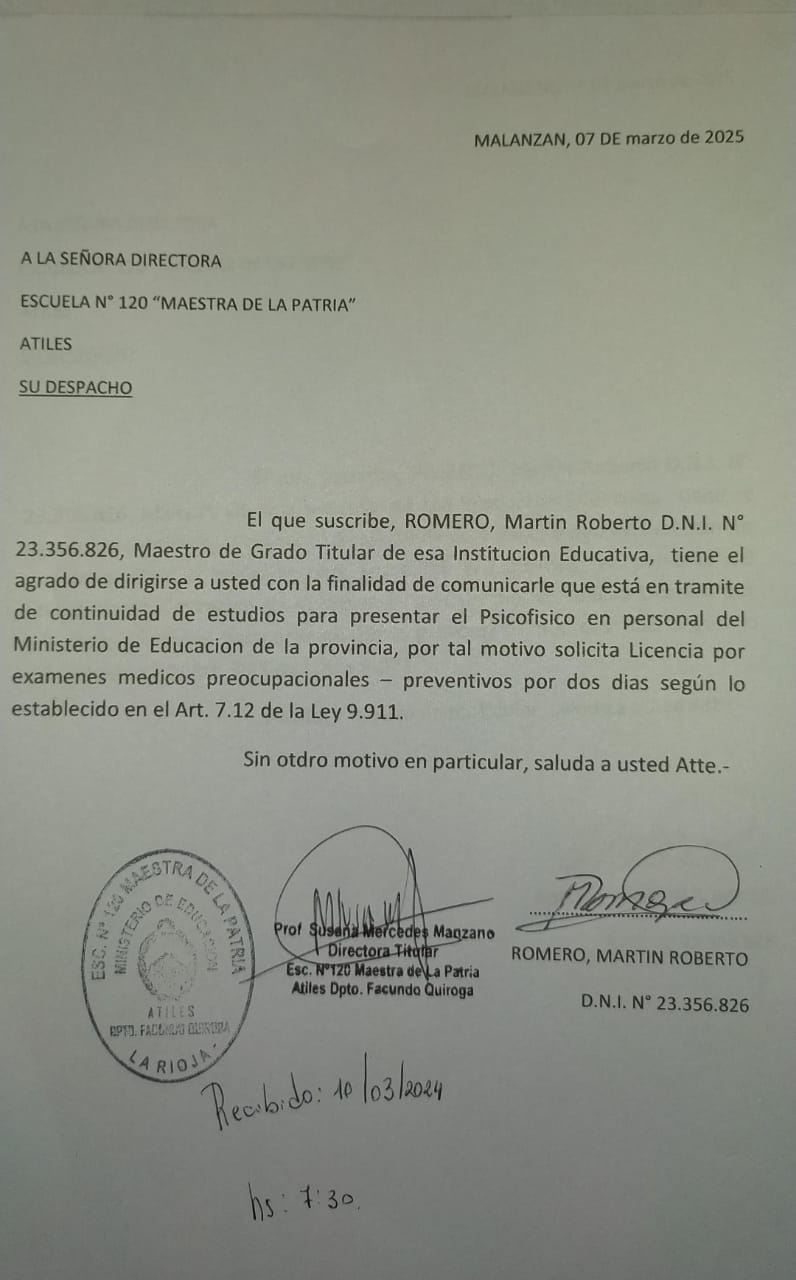 MALANZAN, 07 DE marzo de 2025
A LA SEÑORA DIRECTORA
ESCUELA N° 120 “MAESTRA DE LA PATRIA”
ATILES
SU DESPACHO
El que suscribe, ROMERO, Martin Roberto D.N.I. N°
23.356.826, Maestro de Grado Titular de esa Institucion Educativa, tiene el
agrado de dirigirse a usted con la finalidad de comunicarle que está en tramite
de continuidad de estudios para presentar el Psicofisico en personal del
Ministerio de Educacion de la provincia, por tal motivo solicita Licencia por
examenes medicos preocupacionales – preventivos por dos dias según lo
establecido en el Art. 7.12 de la Ley 9.911.
Sin otdro motivo en particular, saluda a usted Atte.-
ESC. N° 120 MAESTRA DE LA PATRIA
MINISTERIO DE EDUCACION
ATILES
DPTO. FACUNDO QUIROGA
LA RIOJA
Prof Susana Mercedes Manzano
Directora Titular
Esc. N°120 Maestra de La Patria
Atiles Dpto. Facundo Quiroga
Romero
ROMERO, MARTIN ROBERTO
D.N.I. N° 23.356.826
Recibido: 10/03/2024
hs: 7:30.